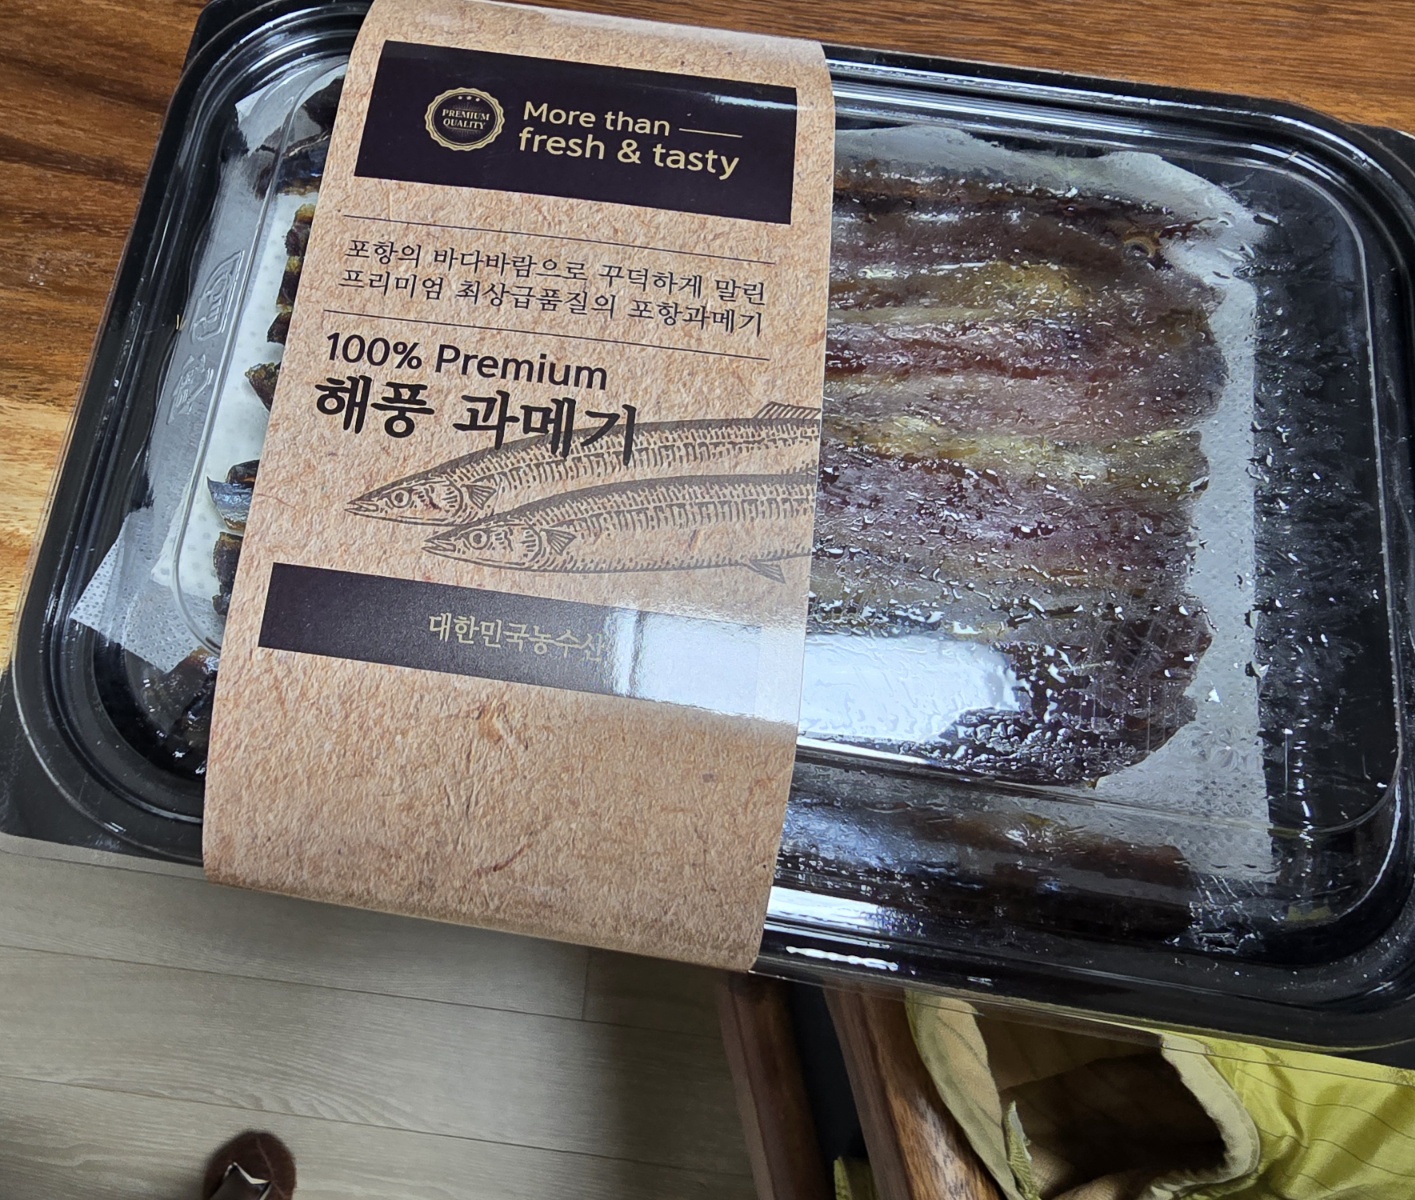 PREMIUM
QUALITY
More than
fresh & tasty
포항의 바다바람으로 꾸덕하게 말린
프리미엄 최상급품질의 포항과메기
100% Premium
해풍 과메기
대한민국농수산